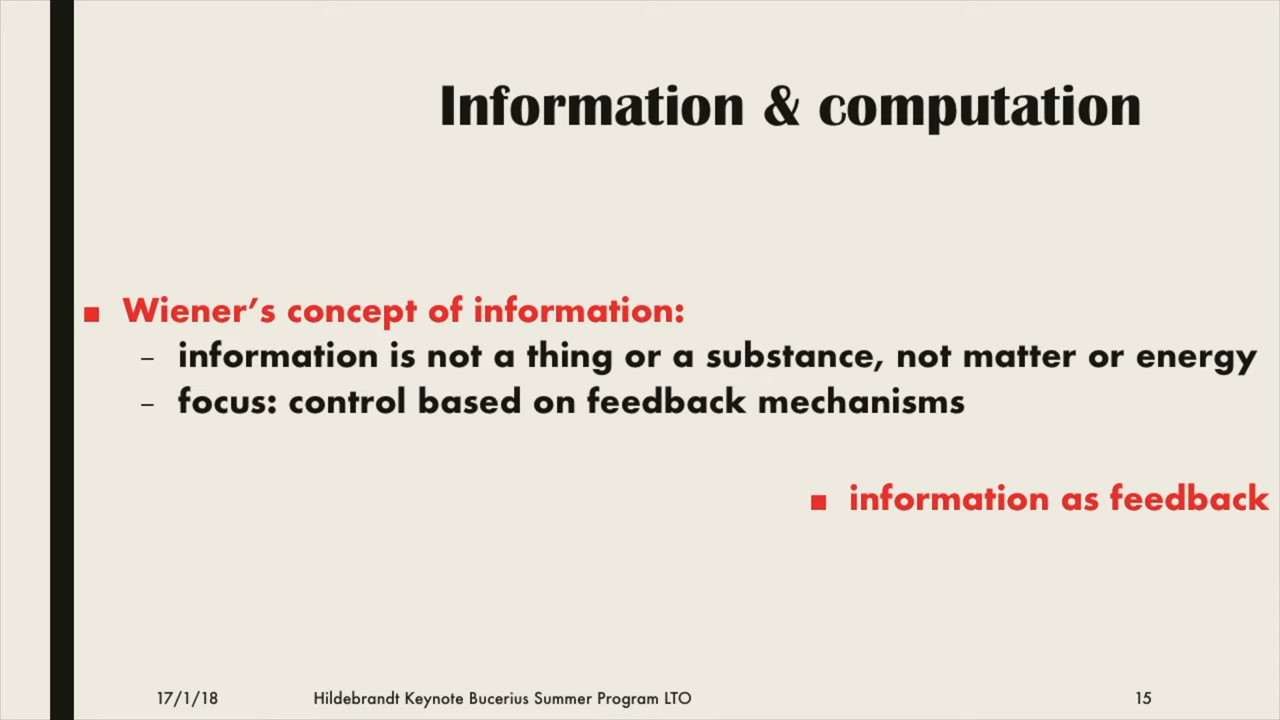 Information & computation
■ Wiener’s concept of information:
– information is not a thing or a substance, not matter or energy
– focus: control based on feedback mechanisms
■ information as feedback
17/1/18 Hildebrandt Keynote Bucerius Summer Program LTO 15